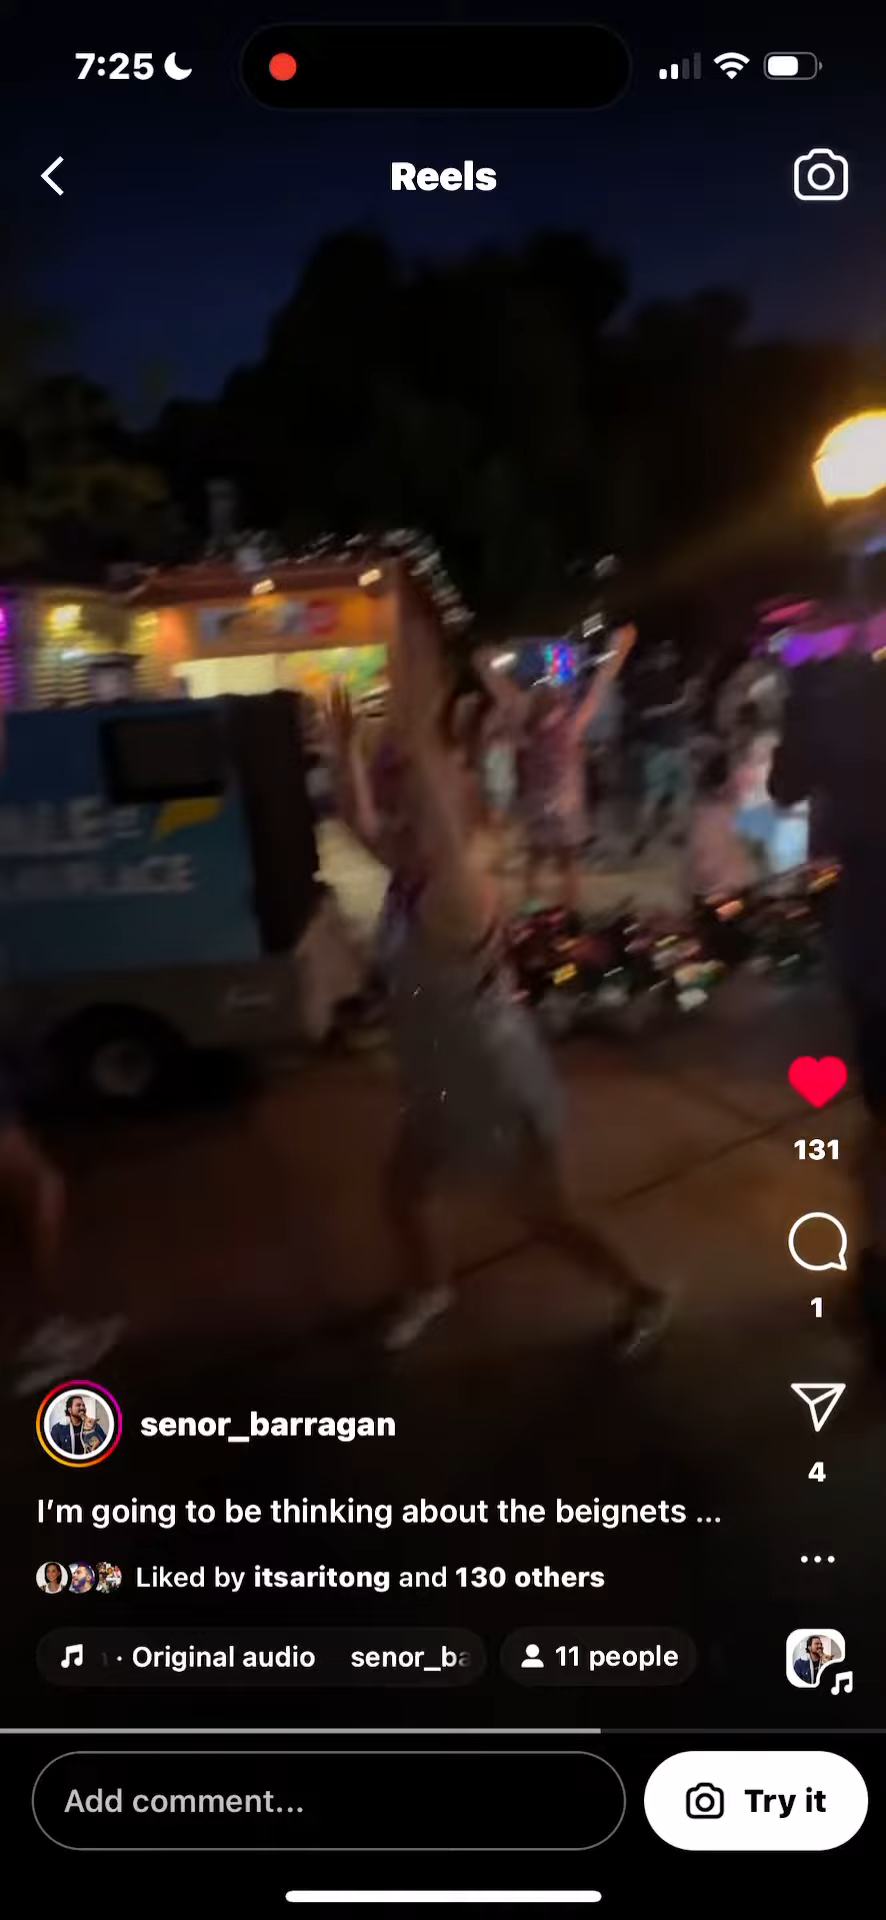 7:25
Reels
131
1
4
senor_barragan
I'm going to be thinking about the beignets ...
Liked by itsaritong and 130 others
· Original audio senor_ba
11 people
Add comment...
Try it